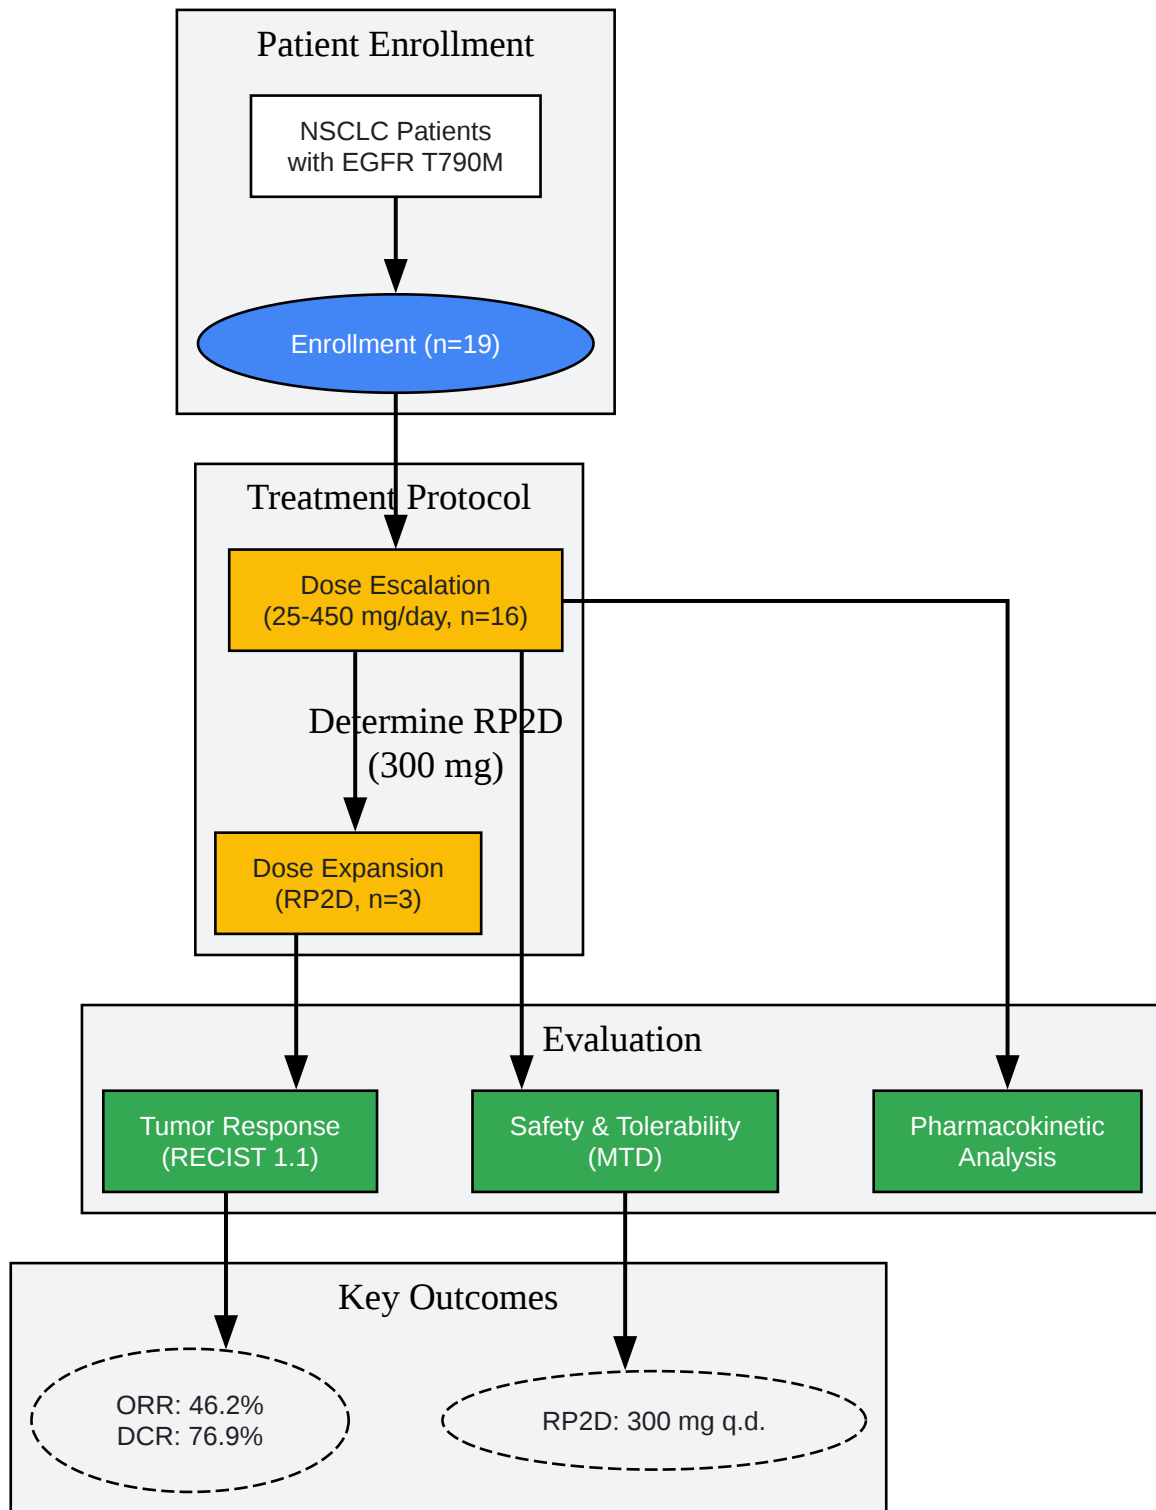 Patient Enrollment
NSCLC Patients
with EGFR T790M
Enrollment (n=19)
Treatment Protocol
Dose Escalation
(25-450 mg/day, n=16)
Determine RP2D
(300 mg)
Dose Expansion
(RP2D, n=3)
Evaluation
Tumor Response
(RECIST 1.1)
Safety & Tolerability
(MTD)
Pharmacokinetic
Analysis
Key Outcomes
ORR: 46.2%
DCR: 76.9%
RP2D: 300 mg q.d.